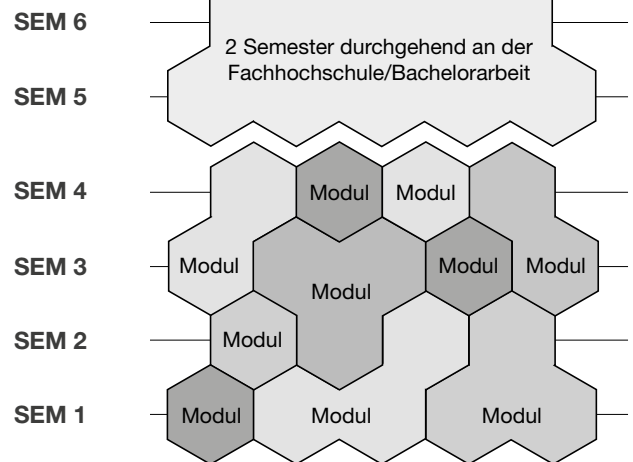 SEM 6
2 Semester durchgehend an der
Fachhochschule/Bachelorarbeit
SEM 5
SEM 4
Modul
Modul
SEM 3
Modul
Modul
Modul
Modul
SEM 2
Modul
SEM 1
Modul
Modul
Modul